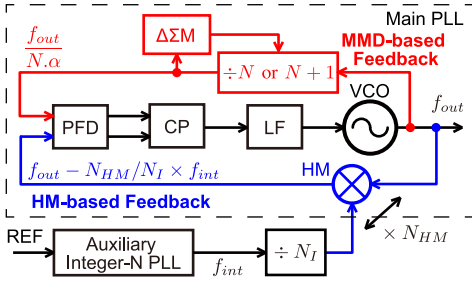 Main PLL
f_out
N.α
ΔΣM
÷N or N + 1
MMD-based
Feedback
VCO
f_out
PFD
CP
LF
f_out − N_HM/N_I × f_int
HM
HM-based Feedback
× N_HM
REF
Auxiliary
Integer-N PLL
f_int
÷ N_I